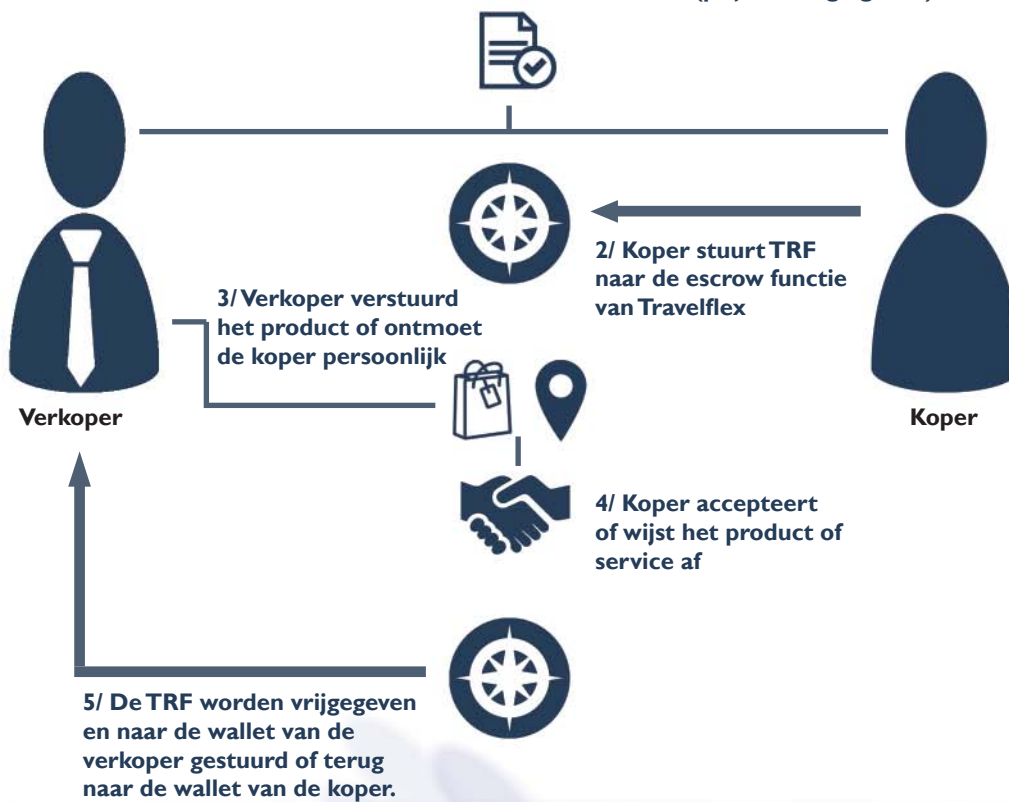 2/ Koper stuurt TRF
naar de escrow functie
van Travelflex
3/ Verkoper verstuurd
het product of ontmoet
de koper persoonlijk
Verkoper
Koper
4/ Koper accepteert
of wijst het product of
service af
5/ De TRF worden vrijgegeven
en naar de wallet van de
verkoper gestuurd of terug
naar de wallet van de koper.